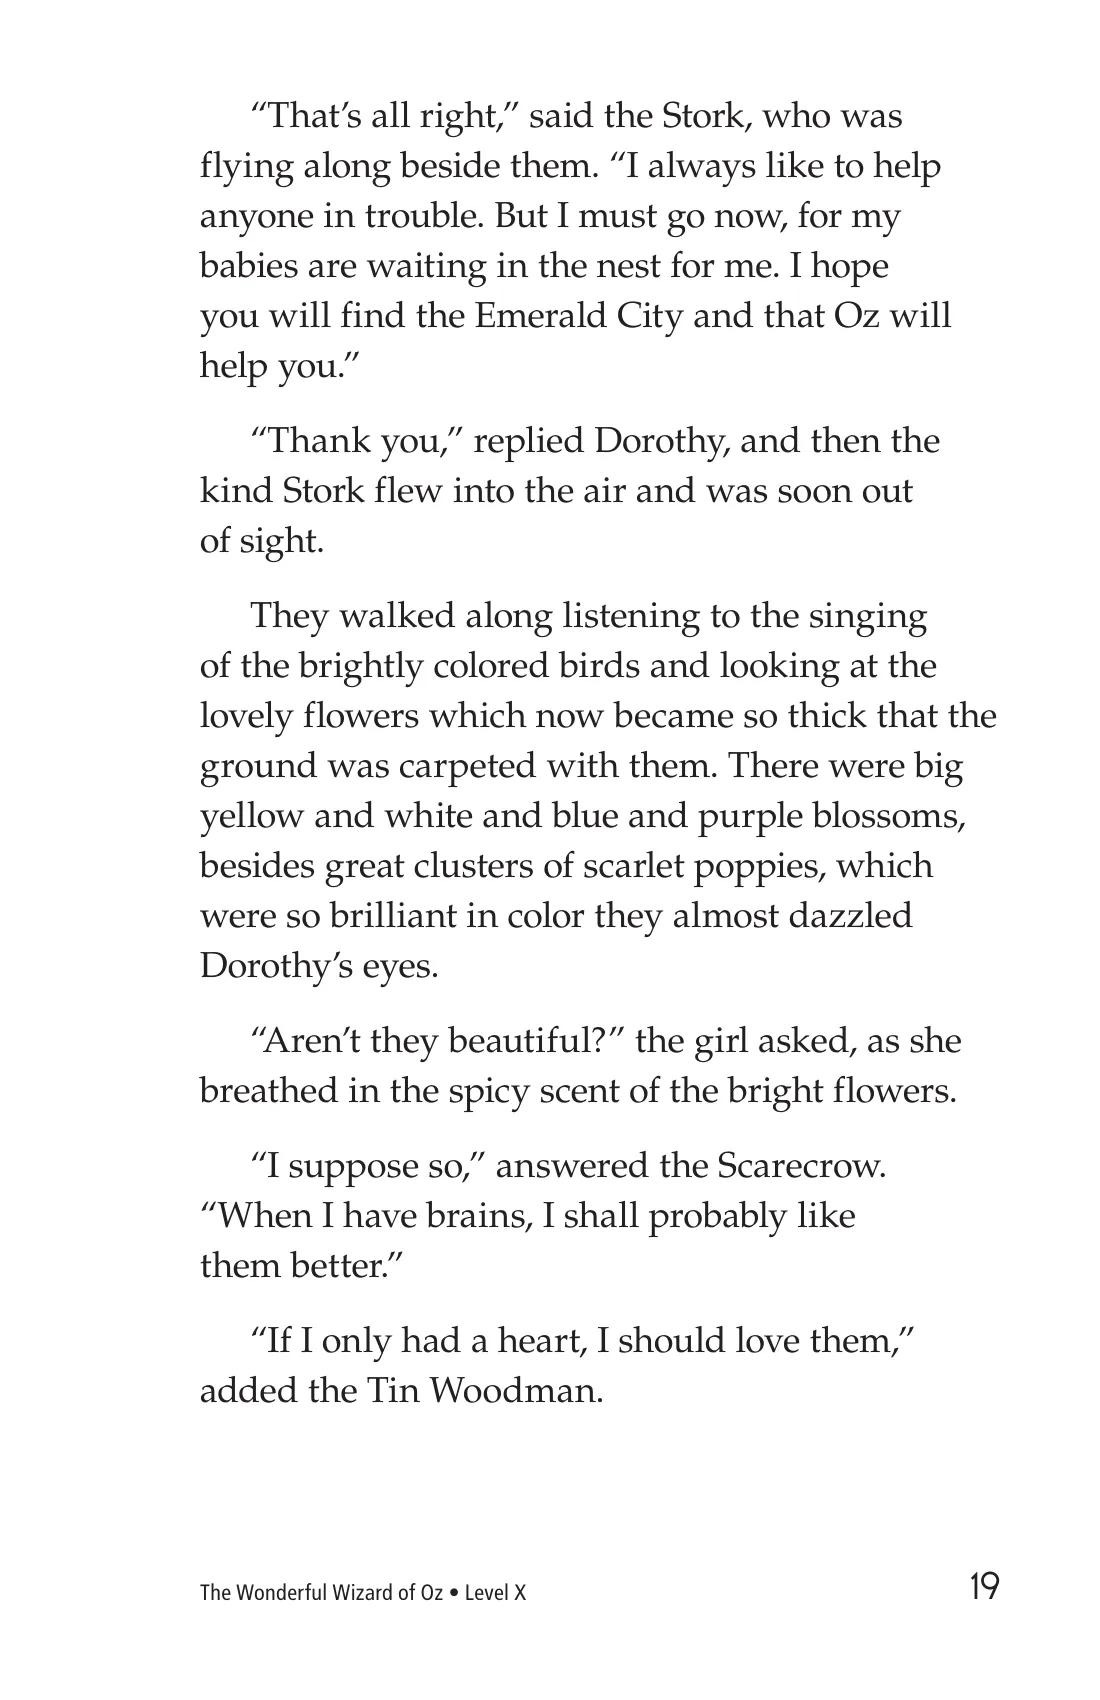 “That’s all right,” said the Stork, who was
flying along beside them. “I always like to help
anyone in trouble. But I must go now, for my
babies are waiting in the nest for me. I hope
you will find the Emerald City and that Oz will
help you.”
“Thank you,” replied Dorothy, and then the
kind Stork flew into the air and was soon out
of sight.
They walked along listening to the singing
of the brightly colored birds and looking at the
lovely flowers which now became so thick that the
ground was carpeted with them. There were big
yellow and white and blue and purple blossoms,
besides great clusters of scarlet poppies, which
were so brilliant in color they almost dazzled
Dorothy’s eyes.
“Aren’t they beautiful?” the girl asked, as she
breathed in the spicy scent of the bright flowers.
“I suppose so,” answered the Scarecrow.
“When I have brains, I shall probably like
them better.”
“If I only had a heart, I should love them,”
added the Tin Woodman.
The Wonderful Wizard of Oz • Level X
19